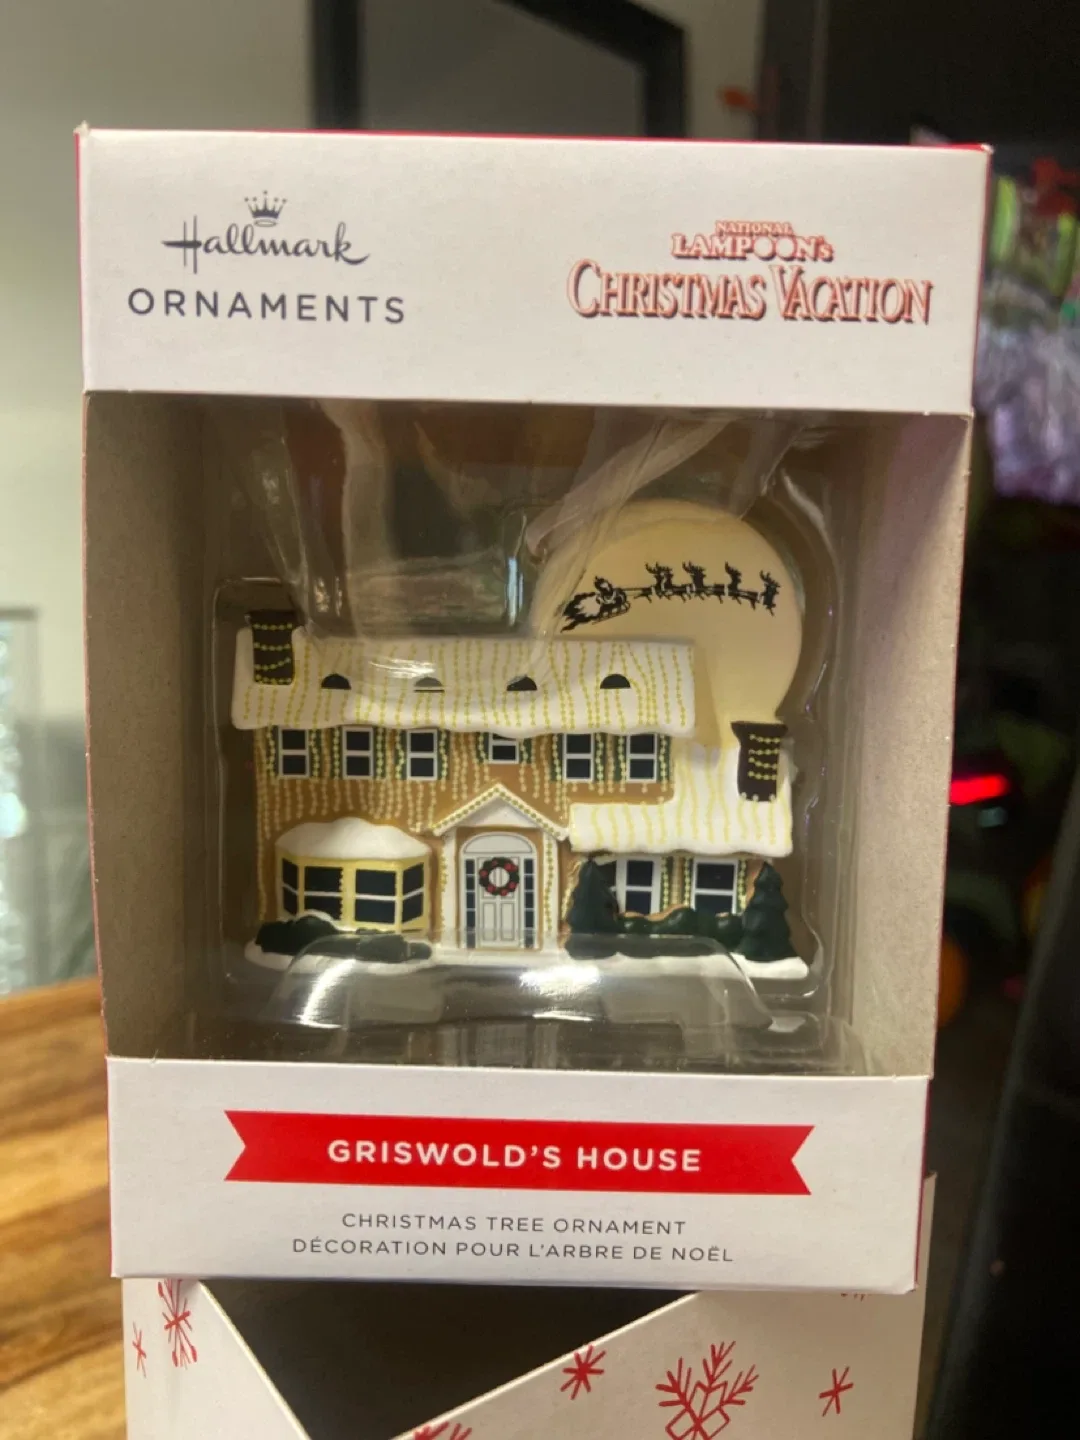 Hallmark
ORNAMENTS
NATIONAL
LAMPOON'S
CHRISTMAS VACATION
GRISWOLD'S HOUSE
CHRISTMAS TREE ORNAMENT
DÉCORATION POUR L'ARBRE DE NOËL